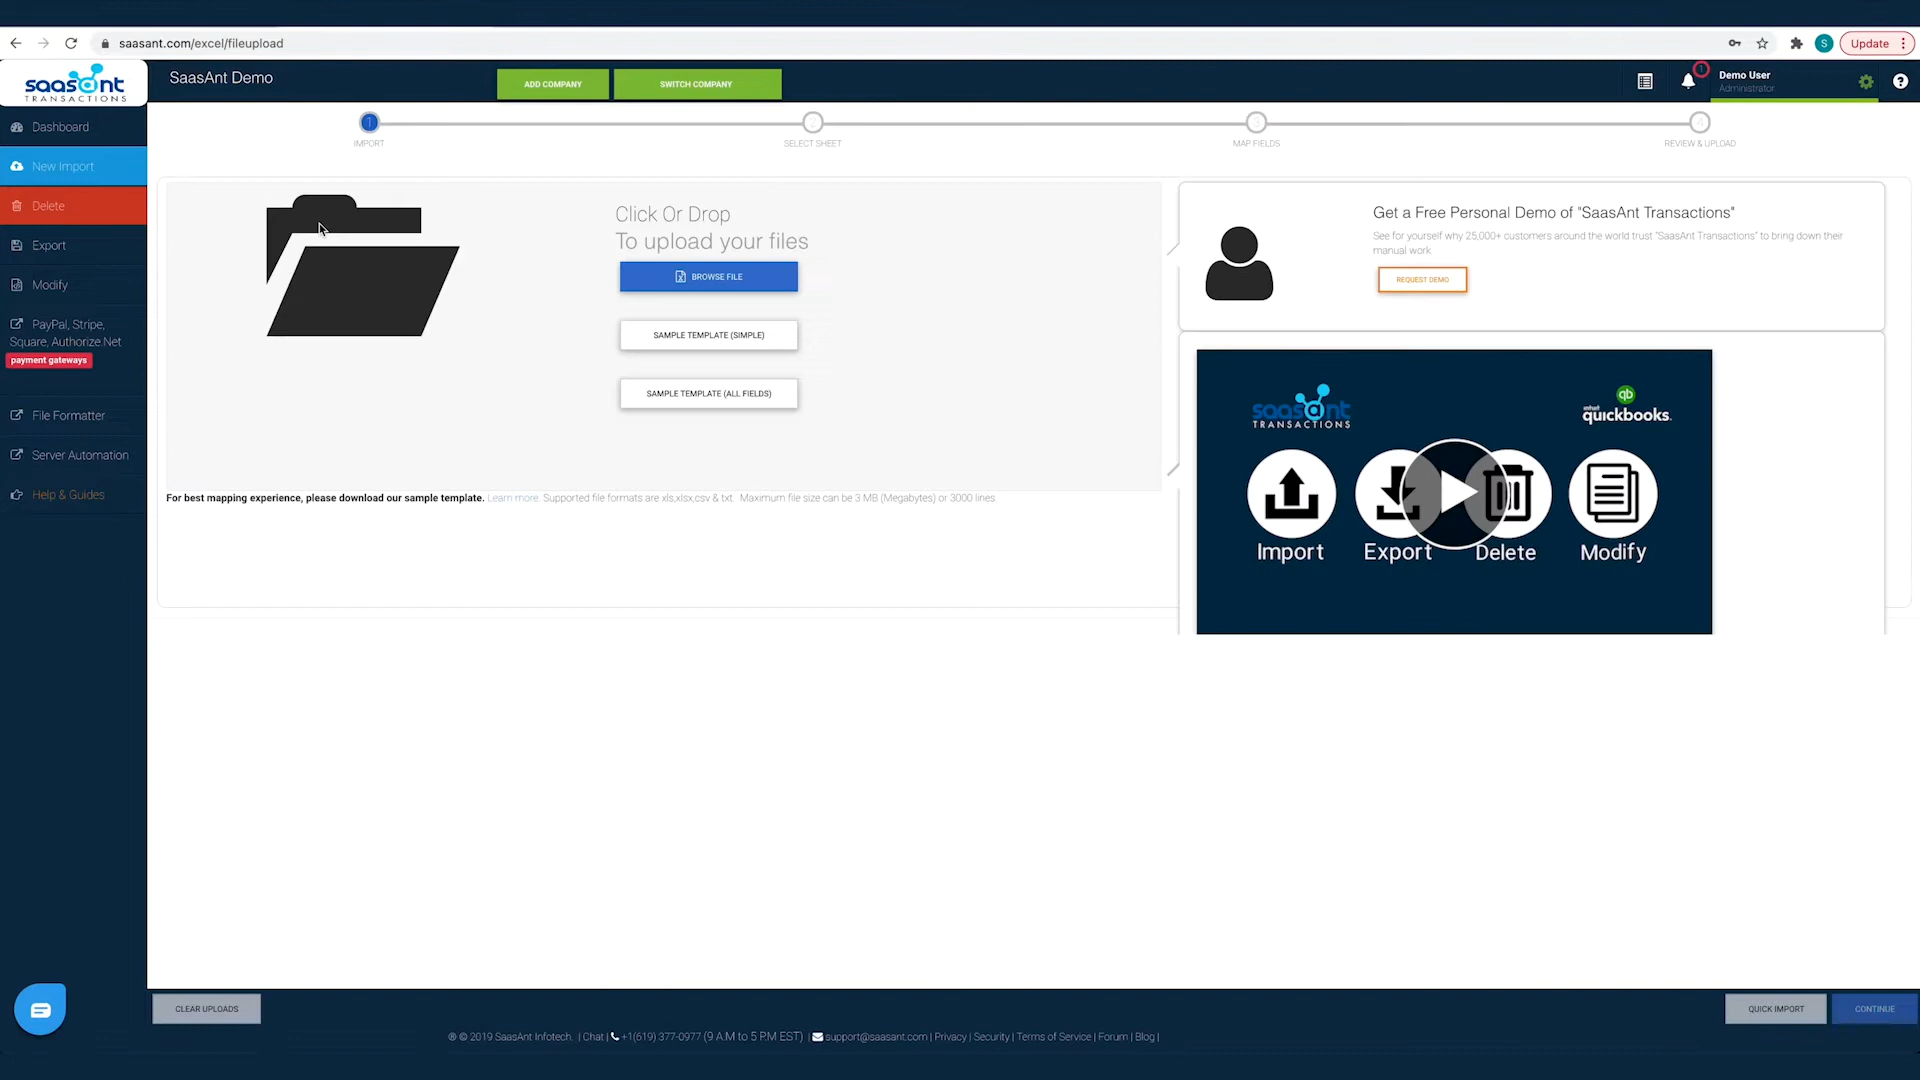 saasant.com/excel/fileupload
S
Update
saasant
TRANSACTIONS
SaasAnt Demo
ADD COMPANY
SWITCH COMPANY
1
Demo User
Administrator
Dashboard
New Import
Delete
Export
Modify
PayPal, Stripe,
Square, Authorize.Net
payment gateways
File Formatter
Server Automation
Help & Guides
1
2
3
4
IMPORT
SELECT SHEET
MAP FIELDS
REVIEW & UPLOAD
Click Or Drop
To upload your files
BROWSE FILE
SAMPLE TEMPLATE (SIMPLE)
SAMPLE TEMPLATE (ALL FIELDS)
For best mapping experience, please download our sample template. Learn more. Supported file formats are xls,xlsx,csv & txt. Maximum file size can be 3 MB (Megabytes) or 3000 lines
Get a Free Personal Demo of "SaasAnt Transactions"
See for yourself why 25,000+ customers around the world trust "SaasAnt Transactions" to bring down their
manual work
REQUEST DEMO
saasant
TRANSACTIONS
qb
intuit
quickbooks.
Import
Export
Delete
Modify
CLEAR UPLOADS
QUICK IMPORT
CONTINUE
® © 2019 SaasAnt Infotech. | Chat | +1(619) 377-0977 (9 A.M to 5 P.M EST) | support@saasant.com | Privacy | Security | Terms of Service | Forum | Blog |